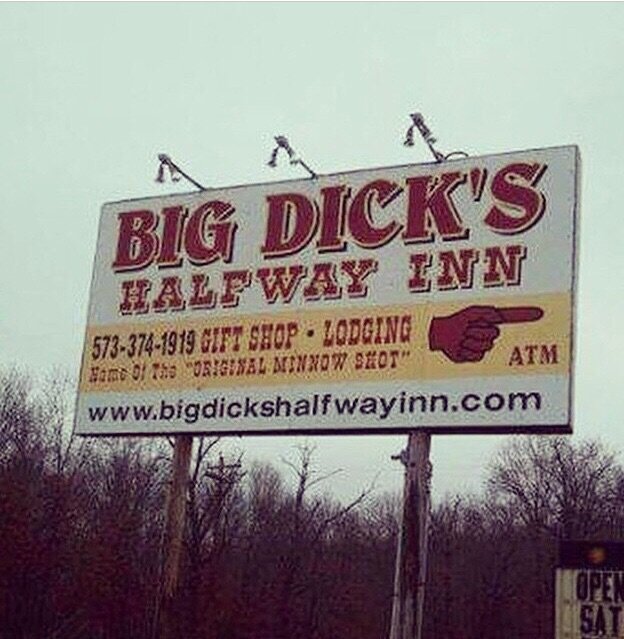 BIG DICK'S
HALFWAY INN
573-374-1919 GIFT SHOP • LODGING
Home Of The "ORIGINAL MINNOW SHOT"
ATM
www.bigdickshalfwayinn.com
OPEN
SAT